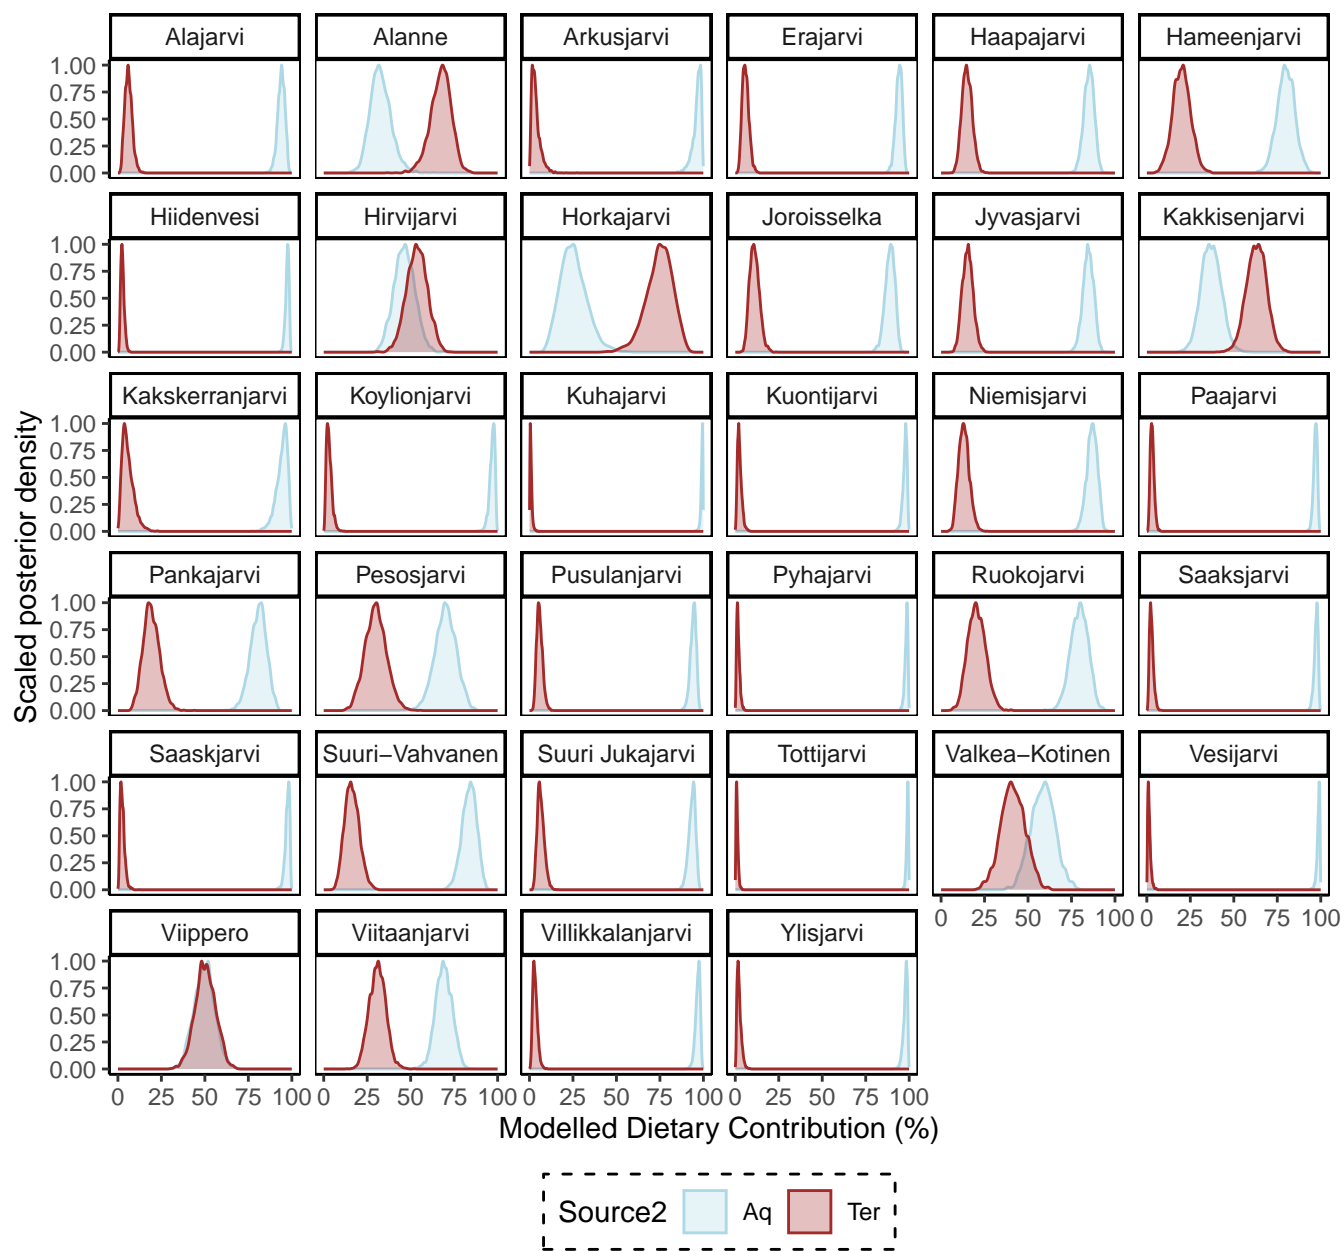 Alajarvi Alanne Arkusjarvi Erajarvi Haapajarvi Hameenjarvi
1.00
0.75
0.50
0.25
0.00
Hiidenvesi Hirvijarvi Horkajarvi Joroisselka Jyvasjarvi Kakkisenjarvi
1.00
0.75
0.50
0.25
0.00
Kakskerranjarvi Koylionjarvi Kuhajarvi Kuontijarvi Niemisjarvi Paajarvi
1.00
0.75
0.50
0.25
0.00
Scaled posterior density
Pankajarvi Pesosjarvi Pusulanjarvi Pyhajarvi Ruokojarvi Saaksjarvi
1.00
0.75
0.50
0.25
0.00
Saaskjarvi Suuri−Vahvanen Suuri Jukajarvi Tottijarvi Valkea−Kotinen Vesijarvi
1.00
0.75
0.50
0.25
0.00
0 25 50 75 100 0 25 50 75 100
Viippero Viitaanjarvi Villikkalanjarvi Ylisjarvi
1.00
0.75
0.50
0.25
0.00
0 25 50 75 100 0 25 50 75 100 0 25 50 75 100 0 25 50 75 100
Modelled Dietary Contribution (%)
Source2 Aq Ter